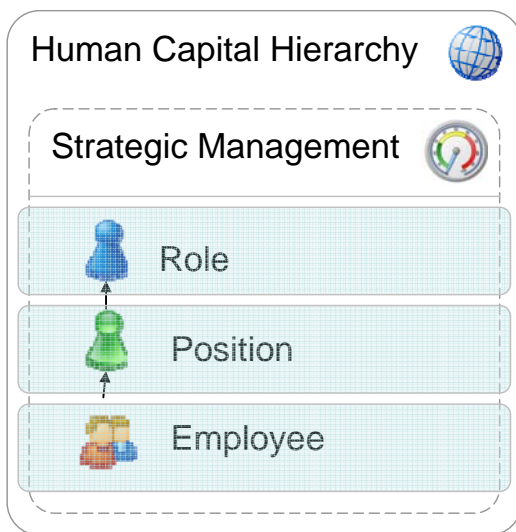 Human Capital Hierarchy
Strategic Management
Role
Position
Employee